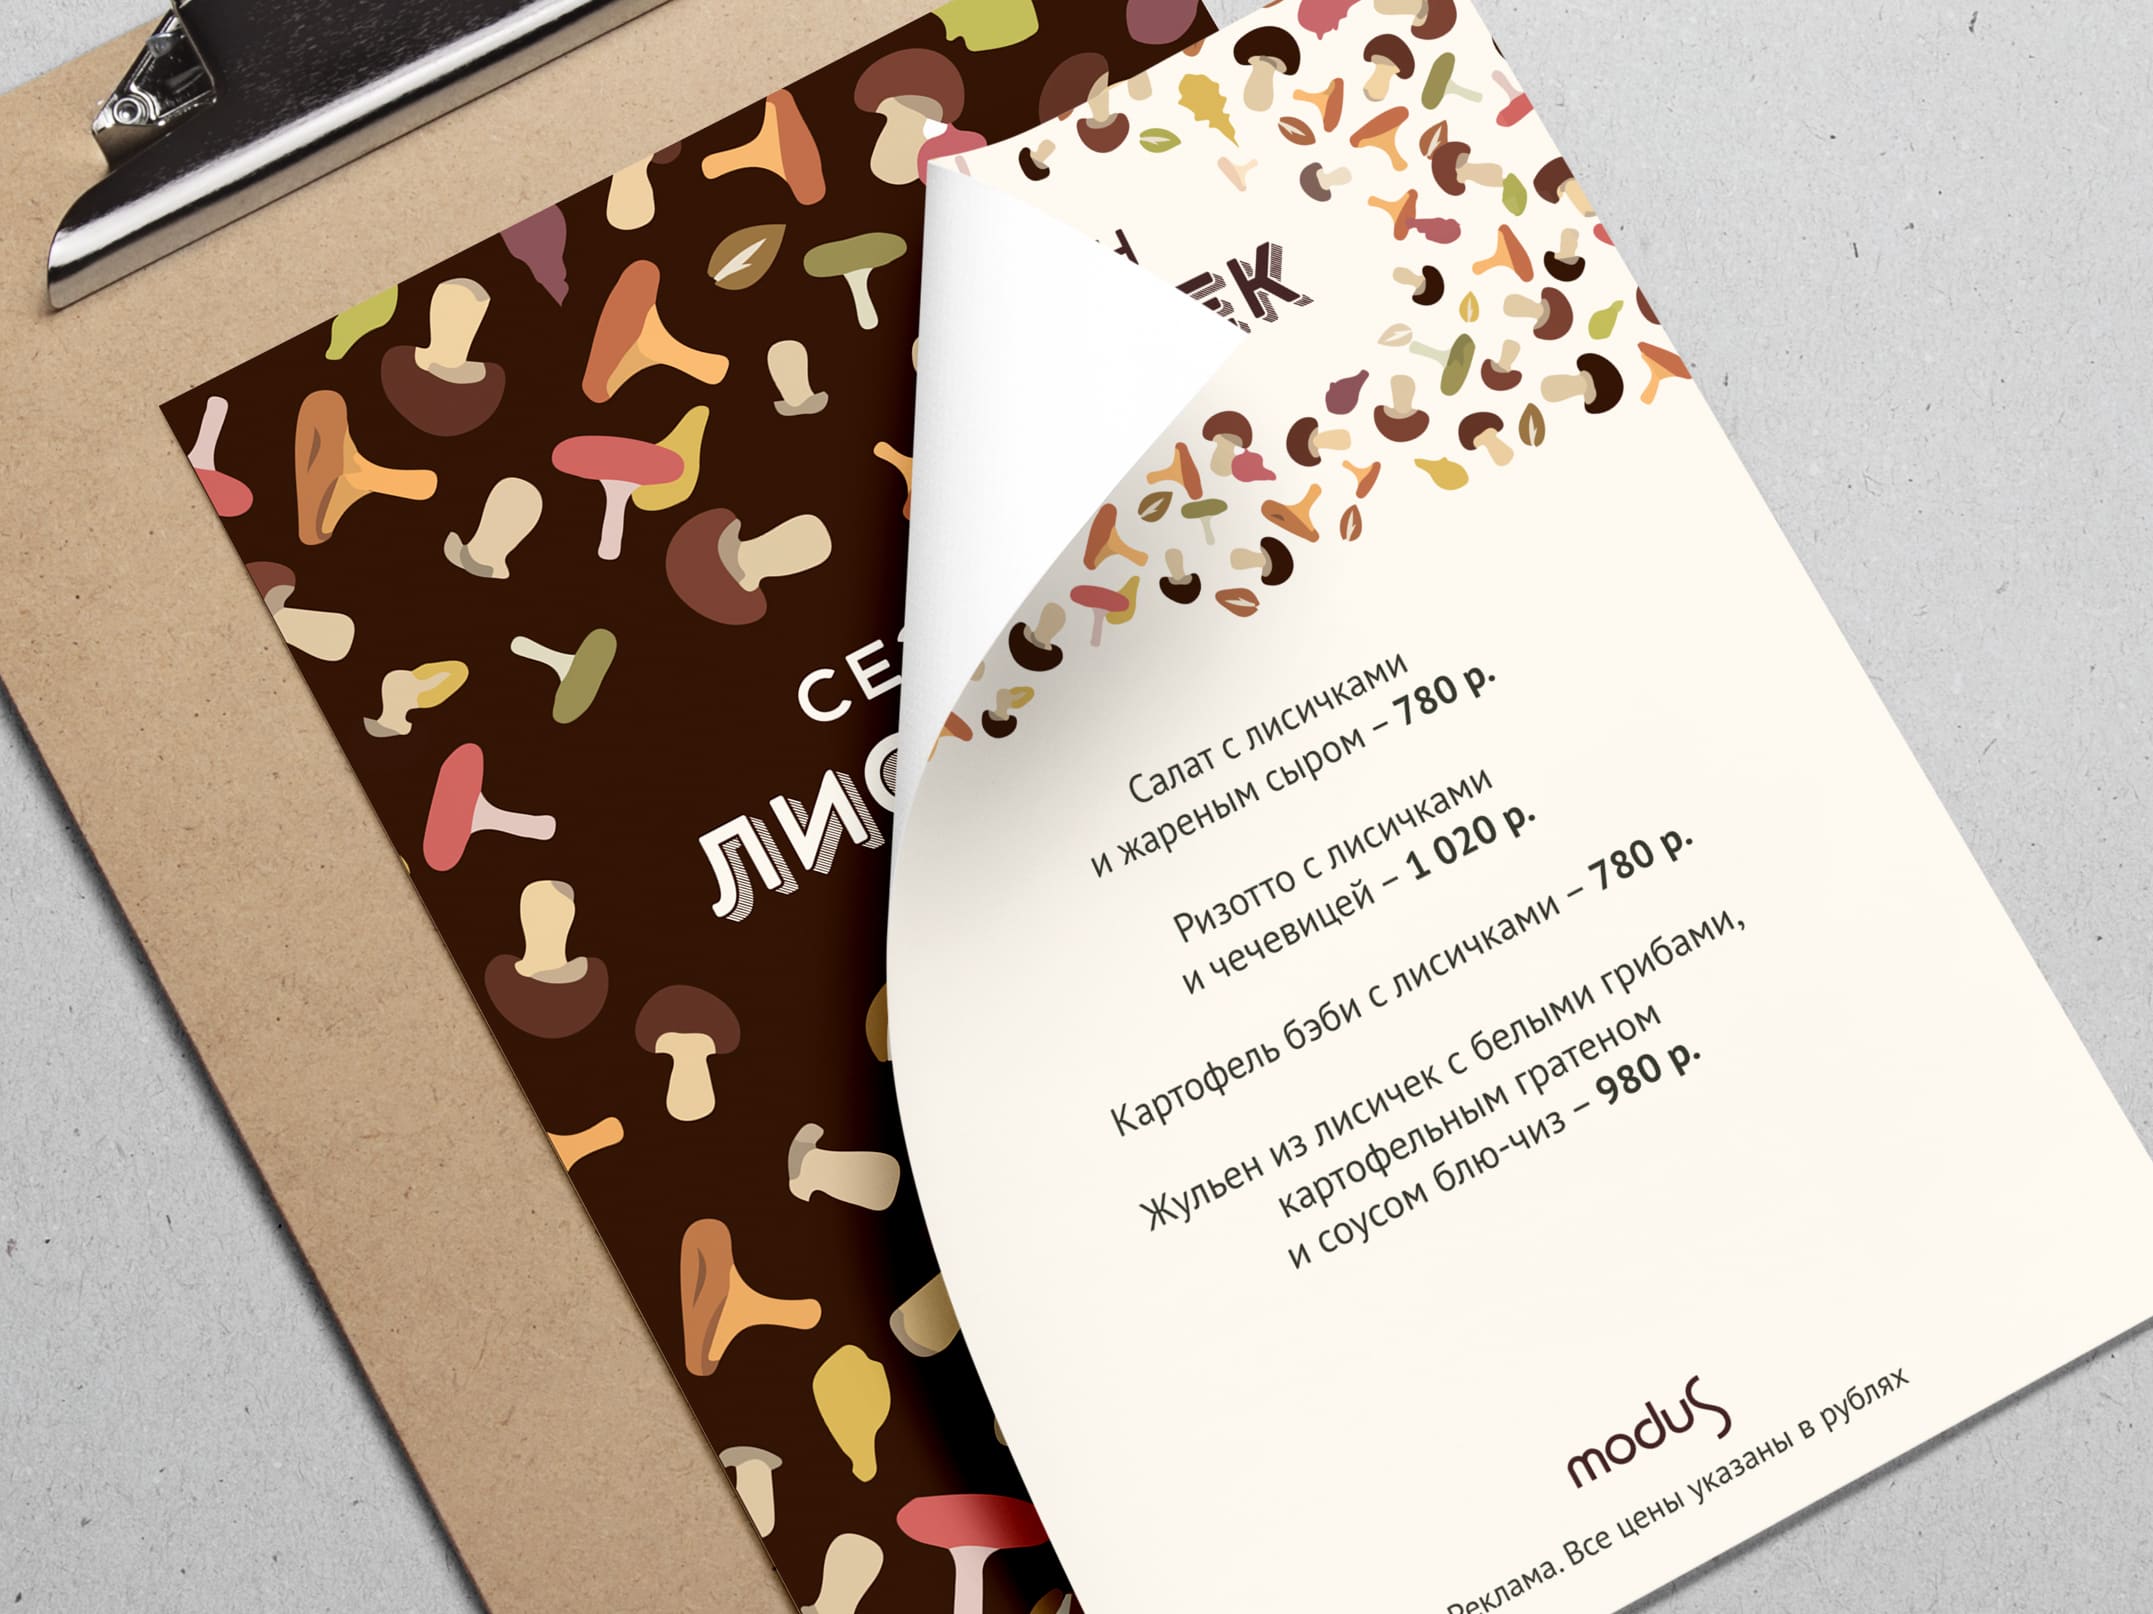 СЕ
ЛИС
Н
ЕК
Салат с лисичками
и жареным сыром – 780 р.
Ризотто с лисичками
и чечевицей – 1 020 р.
Картофель бэби с лисичками – 780 р.
Жульен из лисичек с белыми грибами,
картофельным гратеном
и соусом блю-чиз – 980 р.
modus
Реклама. Все цены указаны в рублях